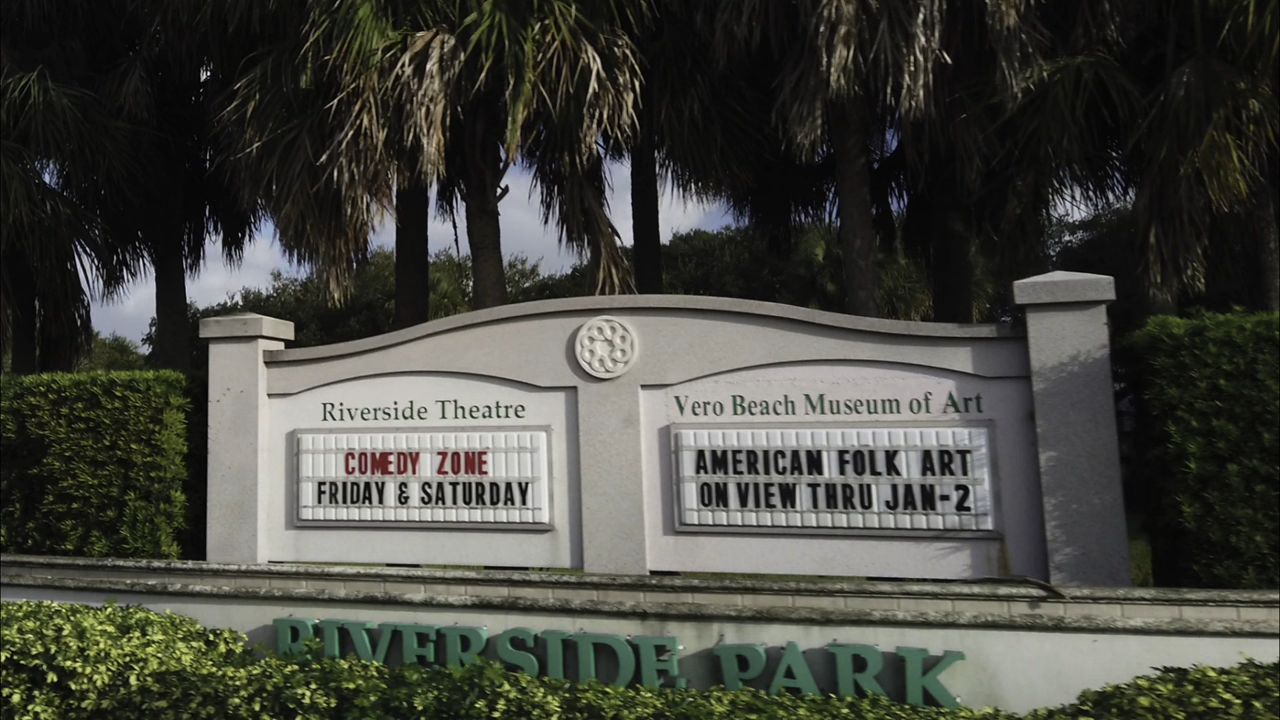 Riverside Theatre
COMEDY ZONE
FRIDAY & SATURDAY
Vero Beach Museum of Art
AMERICAN FOLK ART
ON VIEW THRU JAN-2
RIVERSIDE PARK